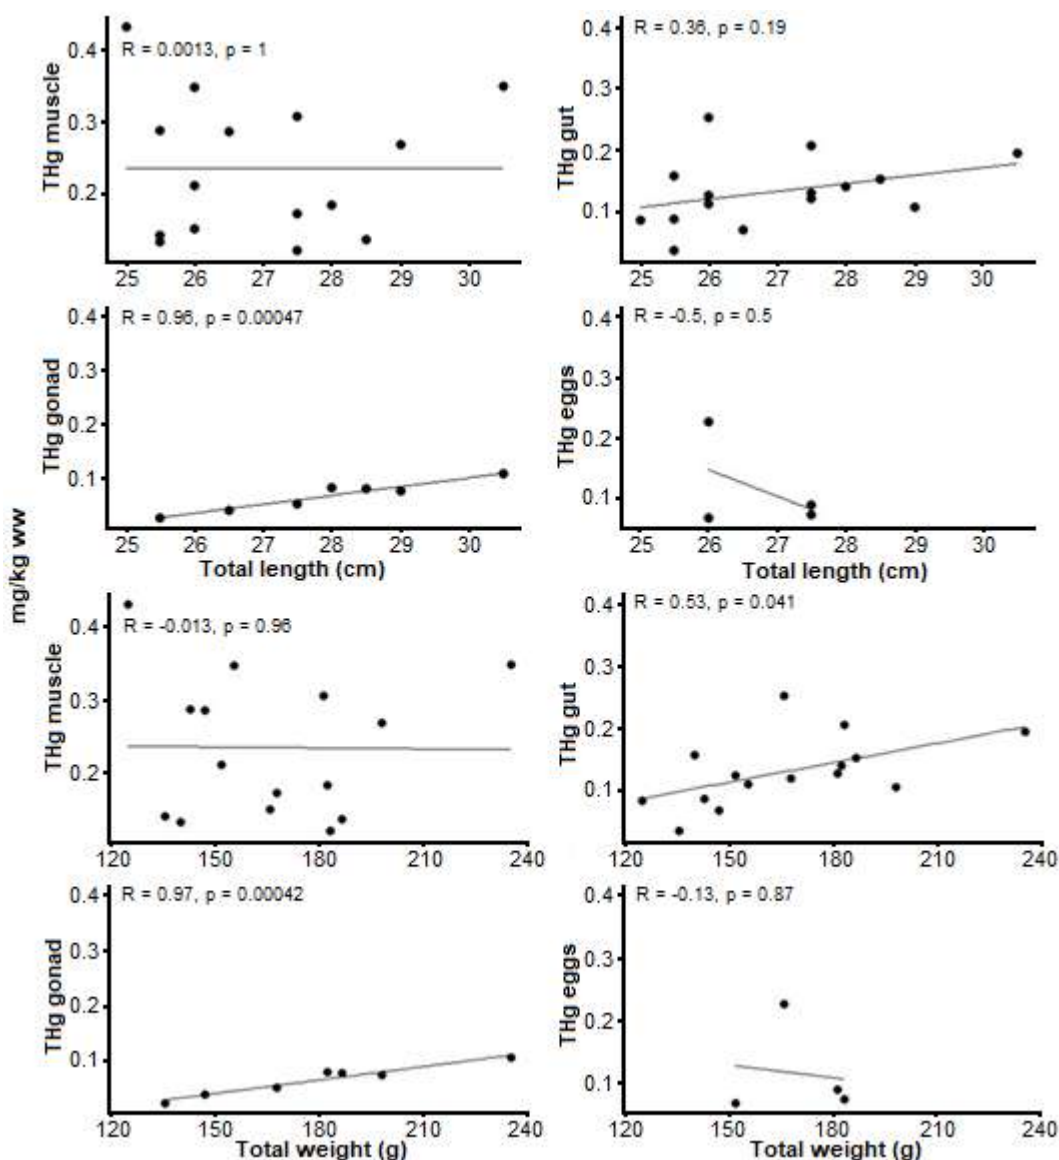 mg/kg ww
THg muscle
R = 0.0013, p = 1
0.4
0.3
0.2
25 26 27 28 29 30
THg gut
R = 0.36, p = 0.19
0.4
0.3
0.2
0.1
25 26 27 28 29 30
THg gonad
R = 0.96, p = 0.00047
0.4
0.3
0.2
0.1
25 26 27 28 29 30
Total length (cm)
THg eggs
R = -0.5, p = 0.5
0.4
0.3
0.2
0.1
25 26 27 28 29 30
Total length (cm)
THg muscle
R = -0.013, p = 0.96
0.4
0.3
0.2
120 150 180 210 240
THg gut
R = 0.53, p = 0.041
0.4
0.3
0.2
0.1
120 150 180 210 240
THg gonad
R = 0.97, p = 0.00042
0.4
0.3
0.2
0.1
120 150 180 210 240
Total weight (g)
THg eggs
R = -0.13, p = 0.87
0.4
0.3
0.2
0.1
120 150 180 210 240
Total weight (g)